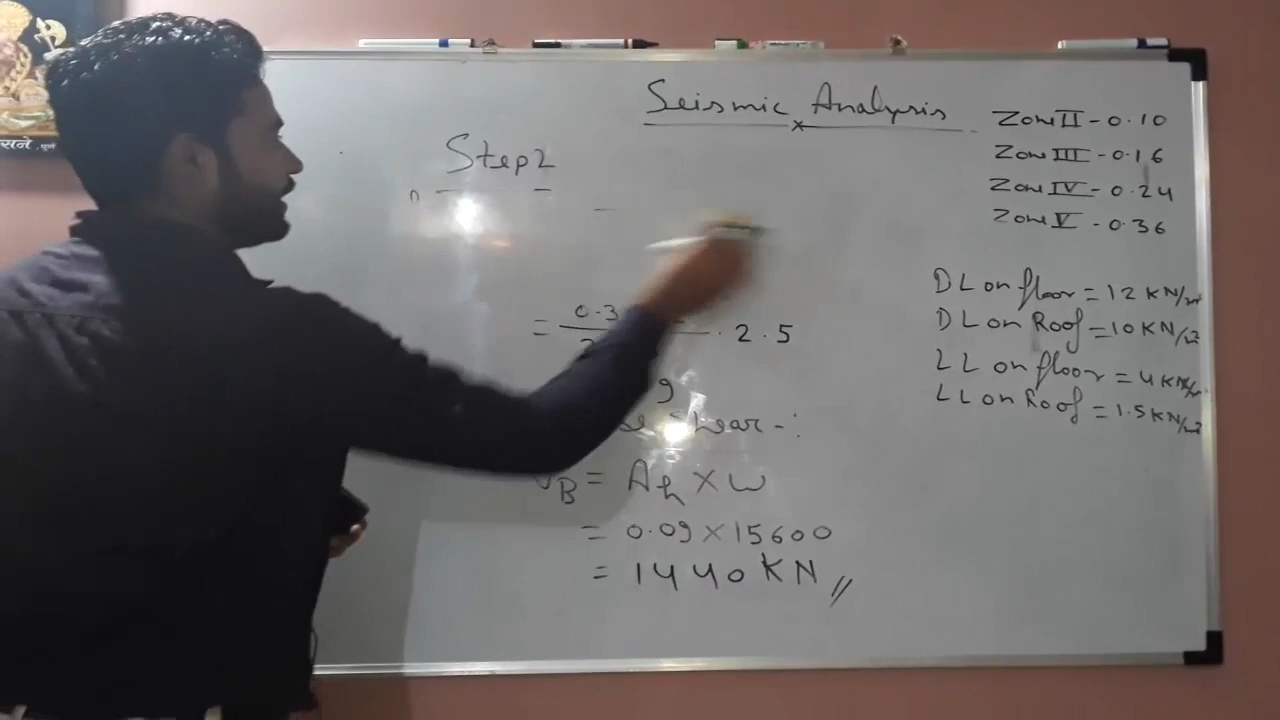 Seismic Analysis
Zone II - 0.10
Zone III - 0.16
Zone IV - 0.24
Zone V - 0.36
Step 2
DL on floor = 12 KN/m²
DL on Roof = 10 KN/m²
LL on floor = 4 KN/m²
LL on Roof = 1.5 KN/m²
= 0.3 . 2.5
9
Shear -:
B = Ah × W
= 0.09 × 15600
= 1440 KN //
सने, पुणे